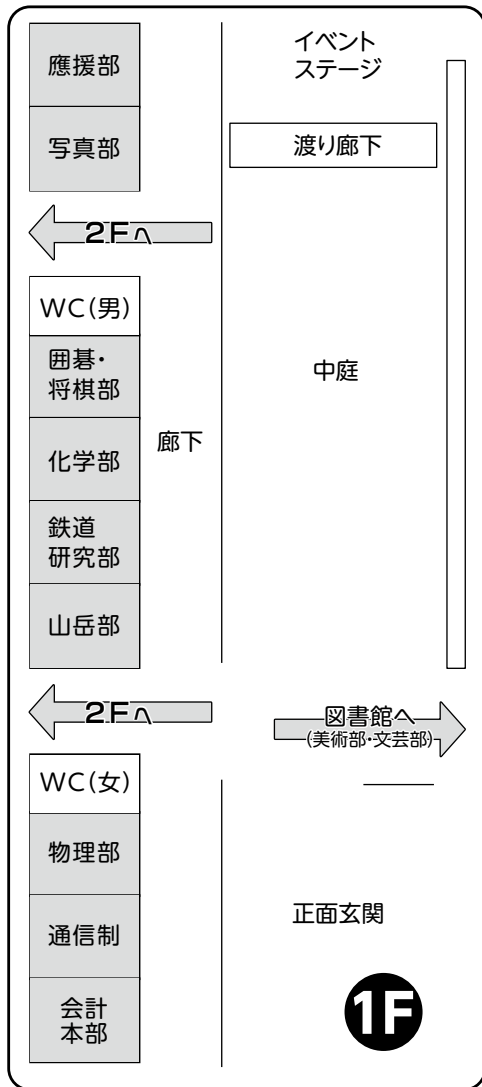 應援部
イベント
ステージ
写真部
渡り廊下
2Fへ
WC(男)
囲碁・
将棋部
中庭
廊下
化学部
鉄道
研究部
山岳部
2Fへ
図書館へ
(美術部・文芸部)
WC(女)
物理部
正面玄関
通信制
会計
本部
1F